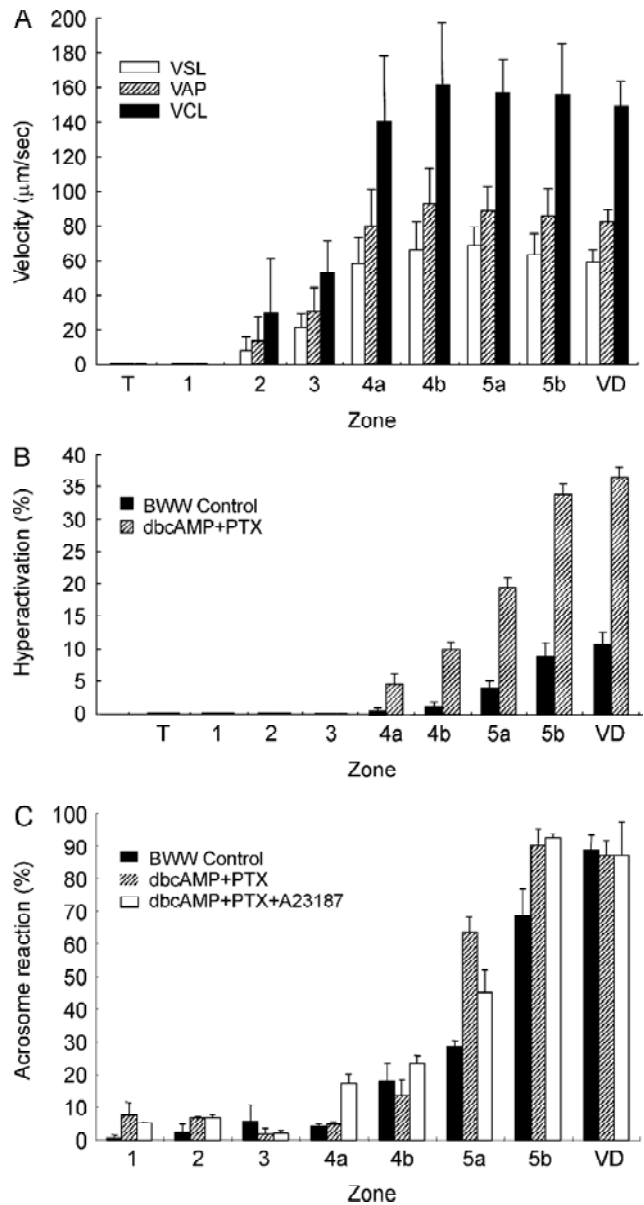 A
200
180
160
140
120
100
80
60
40
20
0
Velocity (μm/sec)
VSL
VAP
VCL
T 1 2 3 4a 4b 5a 5b VD
Zone
B
40
35
30
25
20
15
10
5
0
Hyperactivation (%)
BWW Control
dbcAMP+PTX
T 1 2 3 4a 4b 5a 5b VD
Zone
C
100
90
80
70
60
50
40
30
20
10
0
Acrosome reaction (%)
BWW Control
dbcAMP+PTX
dbcAMP+PTX+A23187
1 2 3 4a 4b 5a 5b VD
Zone